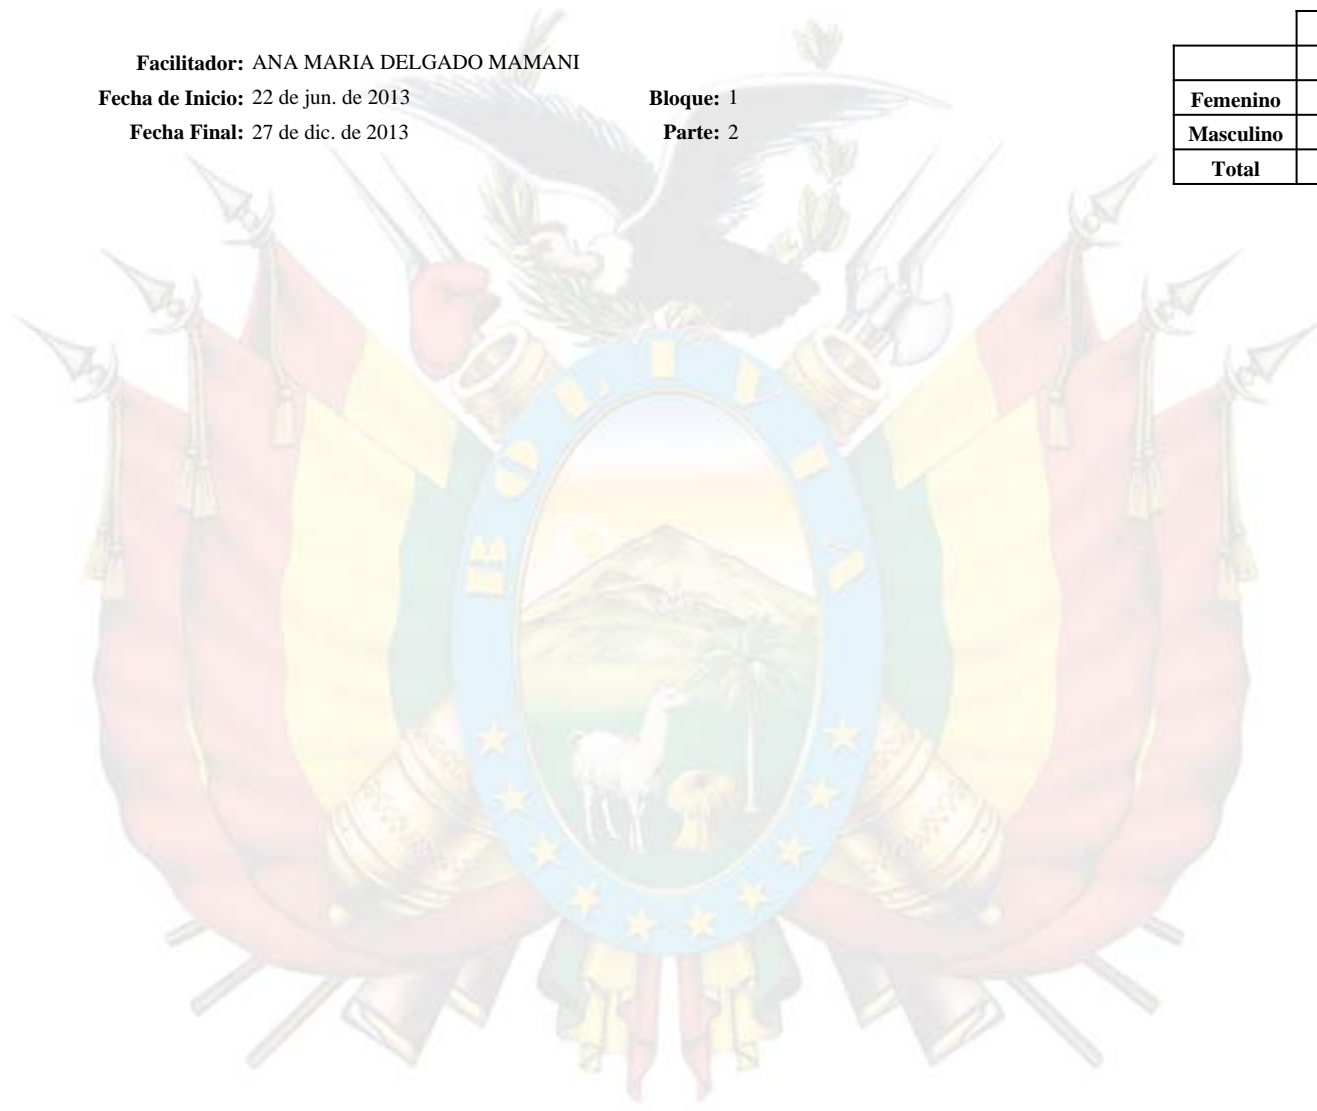 Facilitador: ANA MARIA DELGADO MAMANI
Fecha de Inicio: 22 de jun. de 2013 Bloque: 1
Fecha Final: 27 de dic. de 2013 Parte: 2
Femenino
Masculino
Total
BOLIVIA